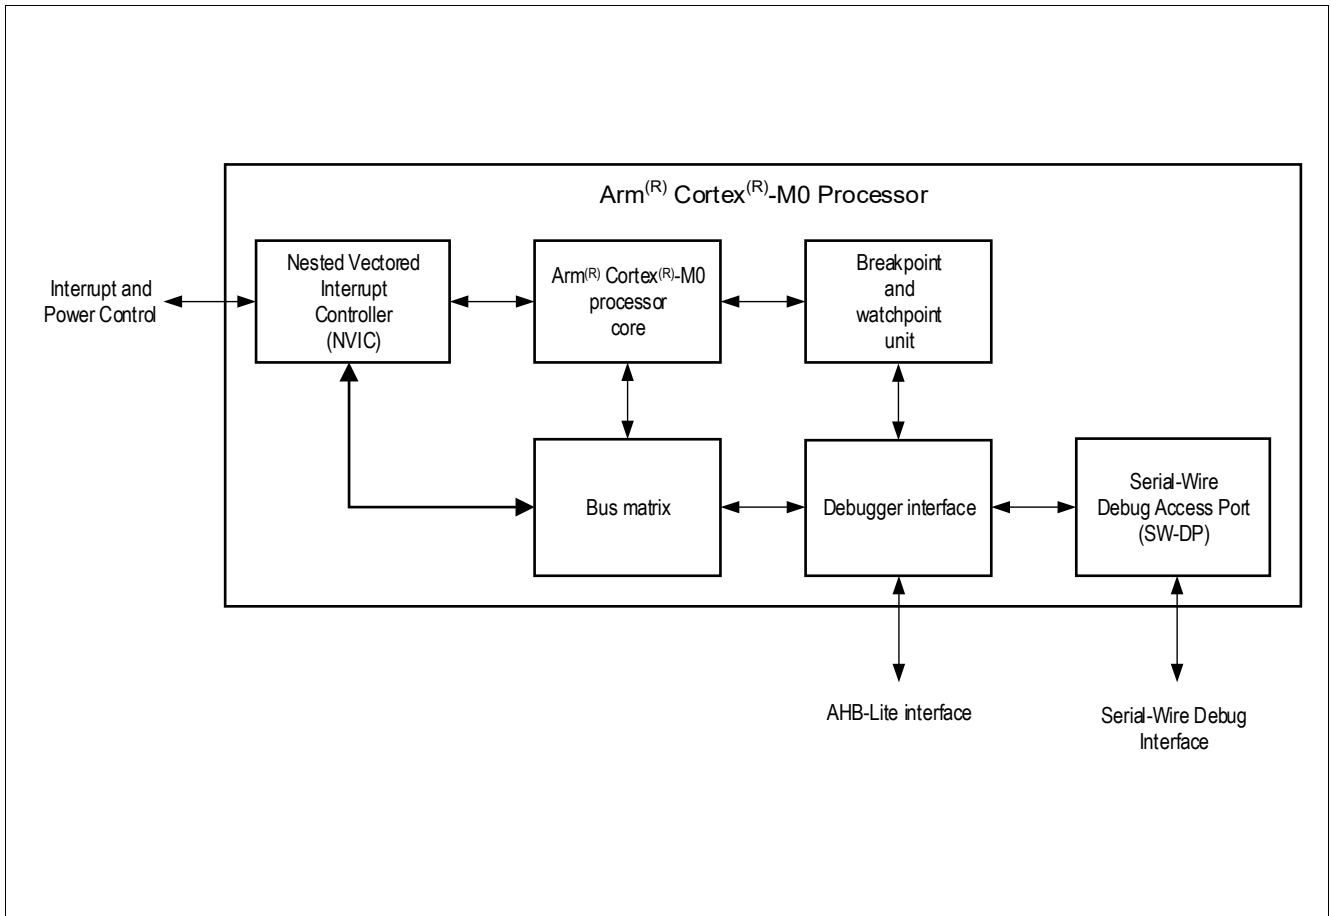 Arm(R) Cortex(R)-M0 Processor
Interrupt and
Power Control
Nested Vectored
Interrupt
Controller
(NVIC)
Arm(R) Cortex(R)-M0
processor
core
Breakpoint
and
watchpoint
unit
Bus matrix
Debugger interface
Serial-Wire
Debug Access Port
(SW-DP)
AHB-Lite interface
Serial-Wire Debug
Interface